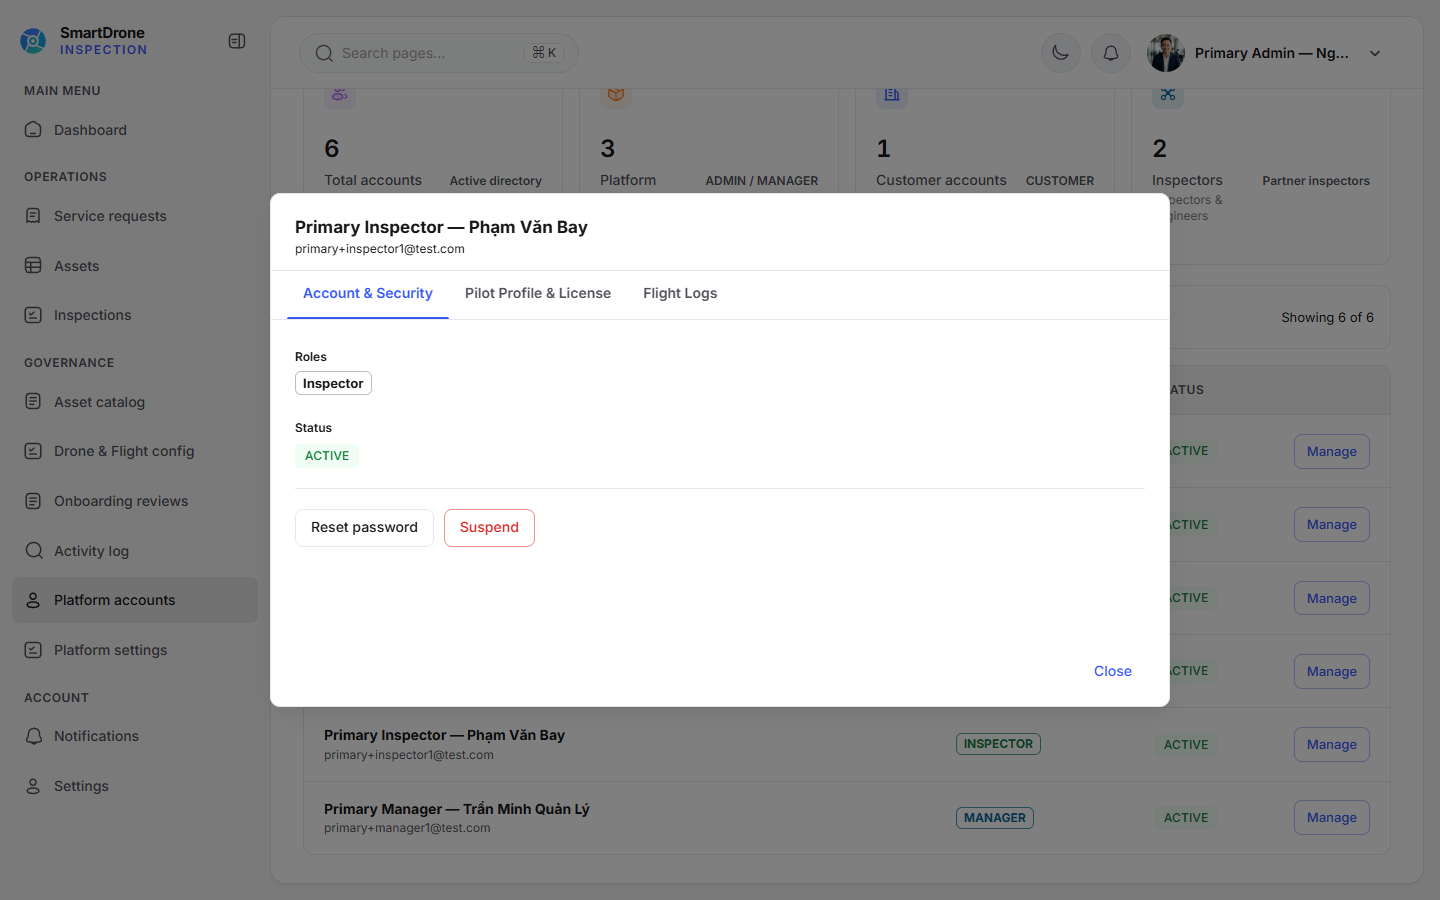 SmartDrone
INSPECTION
MAIN MENU
Dashboard
OPERATIONS
Service requests
Assets
Inspections
GOVERNANCE
Asset catalog
Drone & Flight config
Onboarding reviews
Activity log
Platform accounts
Platform settings
ACCOUNT
Notifications
Settings
Search pages...
⌘ K
Primary Admin — Ng...
6
Total accounts
Active directory
3
Platform
ADMIN / MANAGER
1
Customer accounts
CUSTOMER
2
Inspectors
Partner inspectors
Showing 6 of 6
Primary Inspector — Phạm Văn Bay
primary+inspector1@test.com
Account & Security
Pilot Profile & License
Flight Logs
Roles
Inspector
Status
ACTIVE
Reset password
Suspend
Close
Manage
Manage
Manage
Manage
Primary Inspector — Phạm Văn Bay
primary+inspector1@test.com
INSPECTOR
ACTIVE
Manage
Primary Manager — Trần Minh Quản Lý
primary+manager1@test.com
MANAGER
ACTIVE
Manage